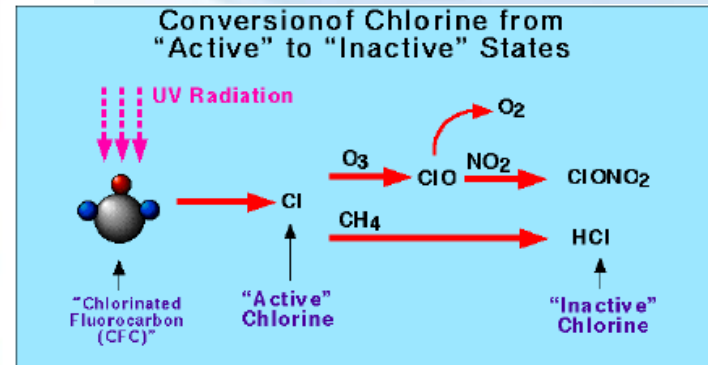 Conversionof Chlorine from
“Active” to “Inactive” States
UV Radiation
O2
O3
ClO
NO2
ClONO2
Cl
CH4
HCl
“Chlorinated
Fluorocarbon
(CFC)”
“Active”
Chlorine
“Inactive”
Chlorine